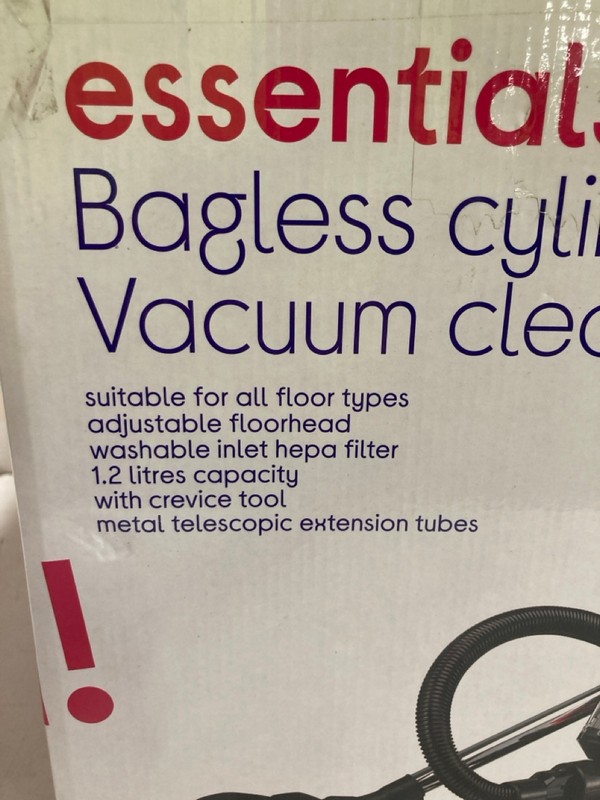 essentials
Bagless cyli
Vacuum clea
suitable for all floor types
adjustable floorhead
washable inlet hepa filter
1.2 litres capacity
with crevice tool
metal telescopic extension tubes
!